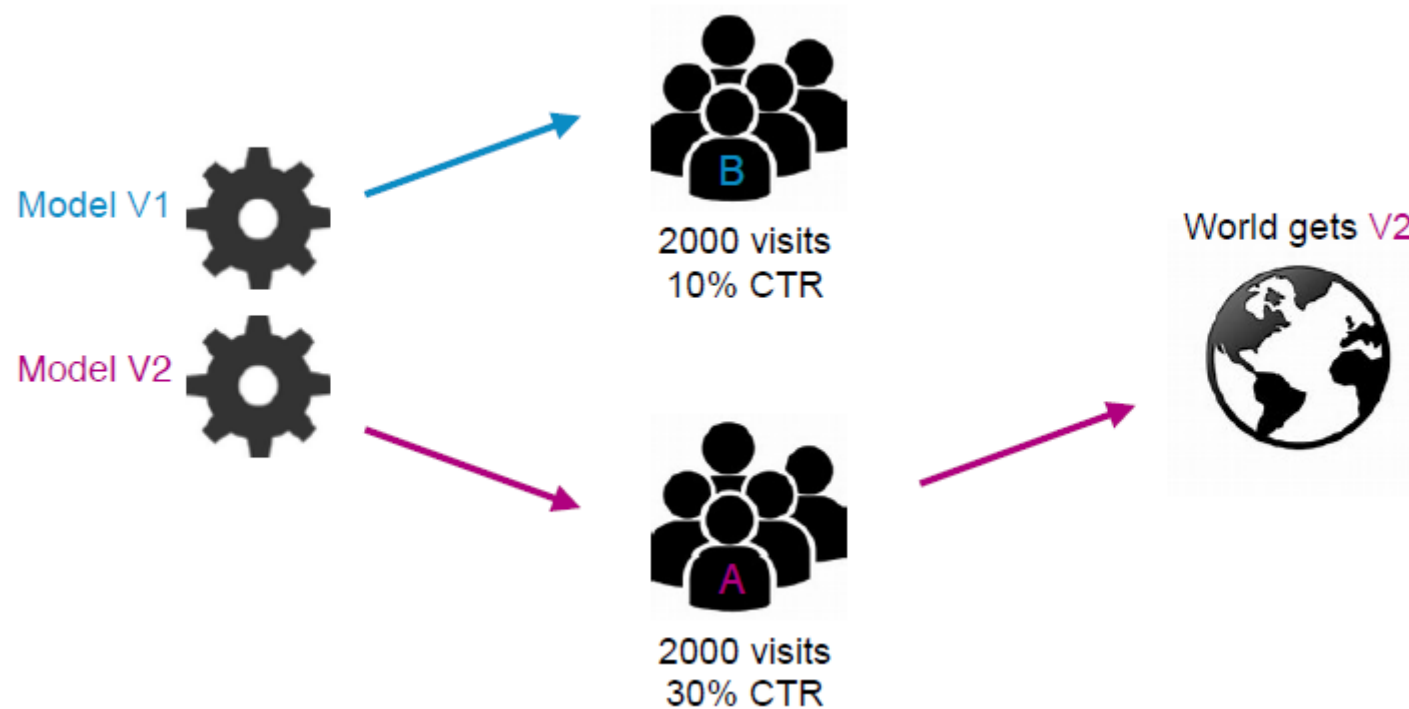 Model V1
B
2000 visits
10% CTR
World gets V2
Model V2
A
2000 visits
30% CTR